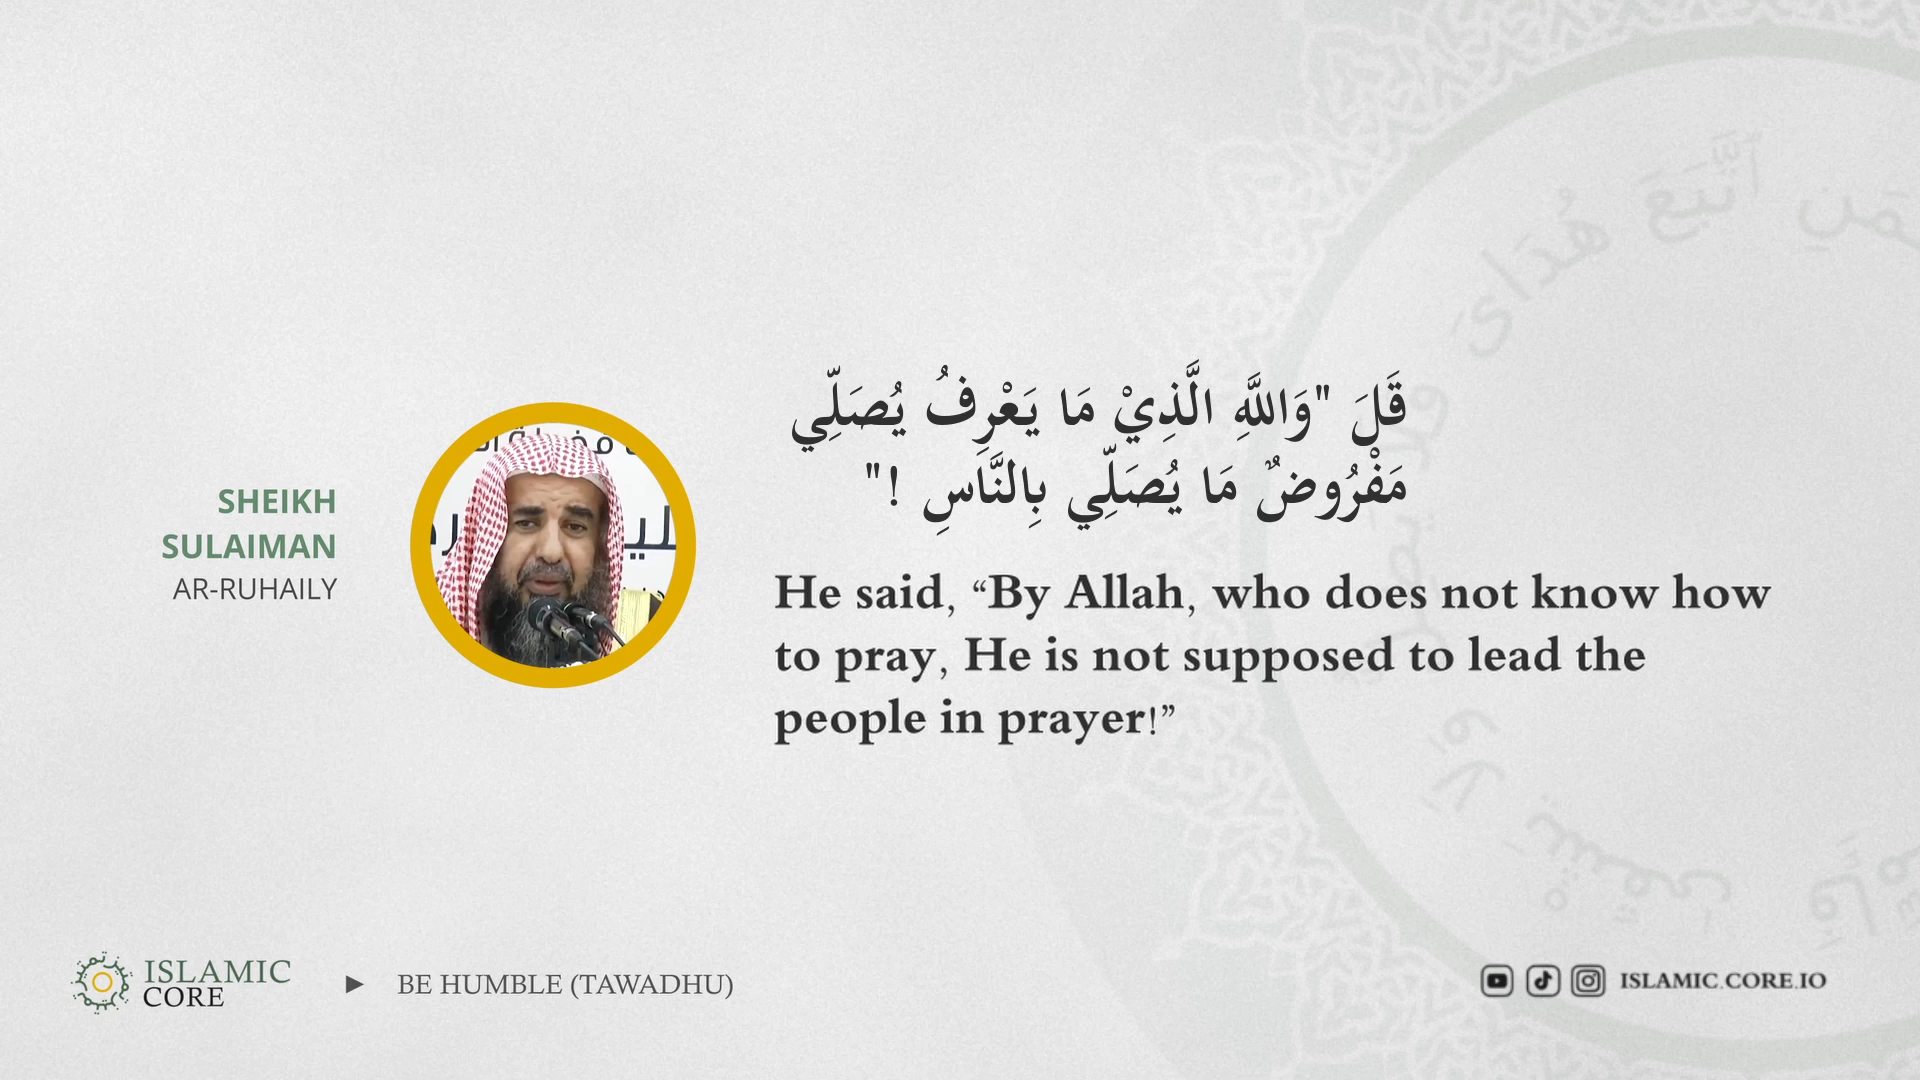 SHEIKH
SULAIMAN
AR-RUHAILY
قَلَ "وَاللَّهِ الَّذِيْ مَا يَعْرِفُ يُصَلِّي
مَفْرُوضٌ مَا يُصَلِّي بِالنَّاسِ !"
He said, “By Allah, who does not know how
to pray, He is not supposed to lead the
people in prayer!”
ISLAMIC
CORE
BE HUMBLE (TAWADHU)
ISLAMIC.CORE.IO